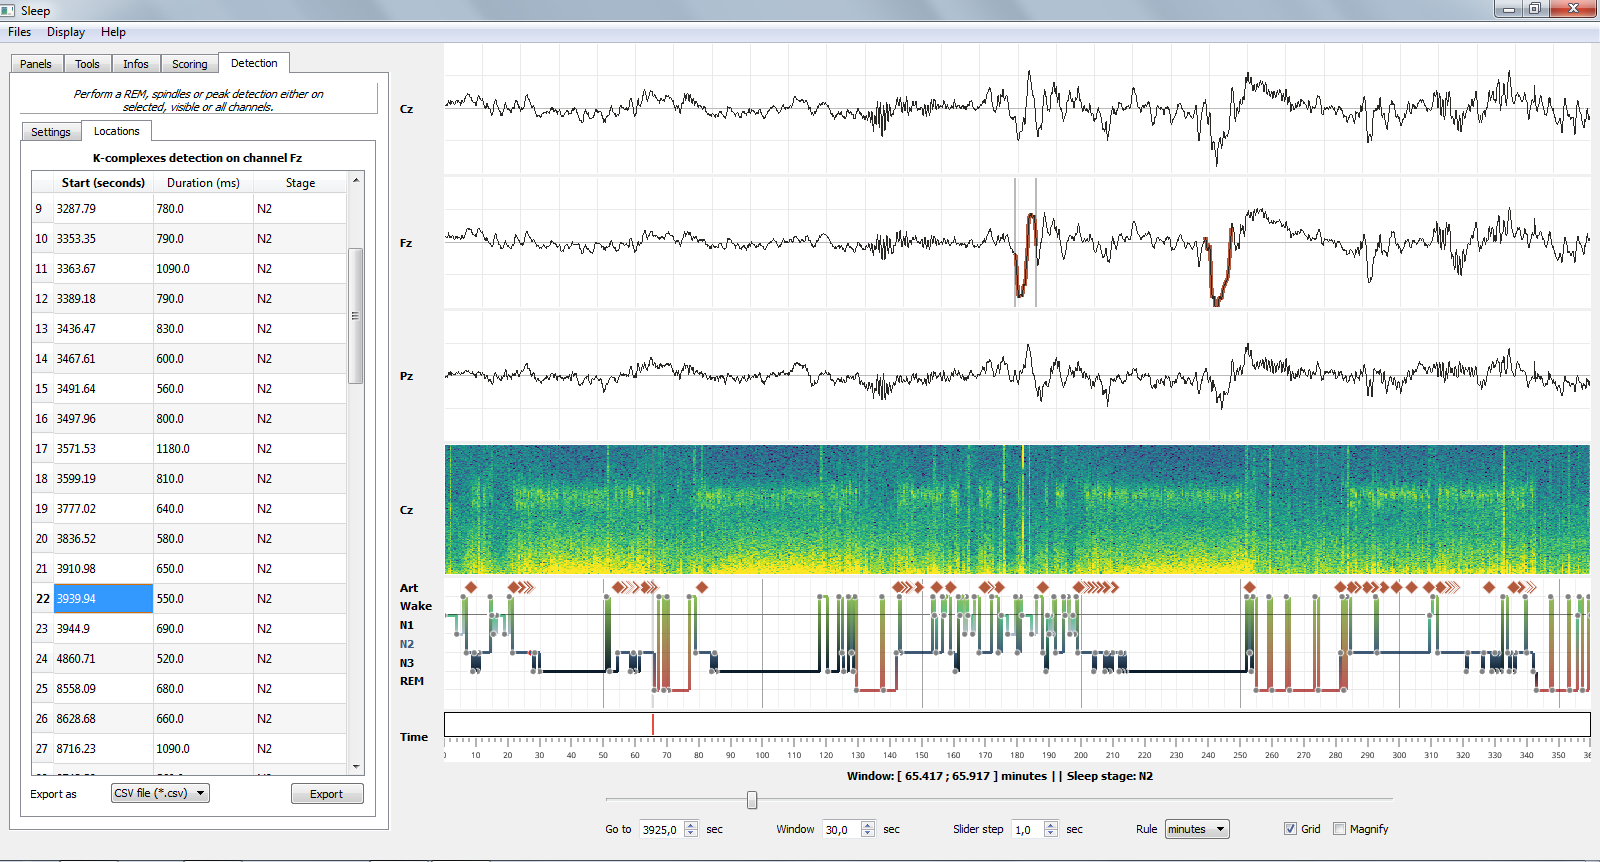 Sleep
Files Display Help
Panels Tools Infos Scoring Detection
Perform a REM, spindles or peak detection either on
selected, visible or all channels.
Settings Locations
K-complexes detection on channel Fz
Start (seconds) Duration (ms) Stage
9 3287.79 780.0 N2
10 3353.35 790.0 N2
11 3363.67 1090.0 N2
12 3389.18 790.0 N2
13 3436.47 830.0 N2
14 3467.61 600.0 N2
15 3491.64 560.0 N2
16 3497.96 800.0 N2
17 3571.53 1180.0 N2
18 3599.19 810.0 N2
19 3777.02 640.0 N2
20 3836.52 580.0 N2
21 3910.98 650.0 N2
22 3939.94 550.0 N2
23 3944.9 690.0 N2
24 4860.71 520.0 N2
25 8558.09 680.0 N2
26 8628.68 660.0 N2
27 8716.23 1090.0 N2
Export as CSV file (*.csv) Export
Cz
Fz
Pz
Cz
Art
Wake
N1
N2
N3
REM
Time
0 10 20 30 40 50 60 70 80 90 100 110 120 130 140 150 160 170 180 190 200 210 220 230 240 250 260 270 280 290 300 310 320 330 340 350
Window: [ 65.417 ; 65.917 ] minutes || Sleep stage: N2
Go to 3925,0 sec Window 30,0 sec Slider step 1,0 sec Rule minutes Grid Magnify